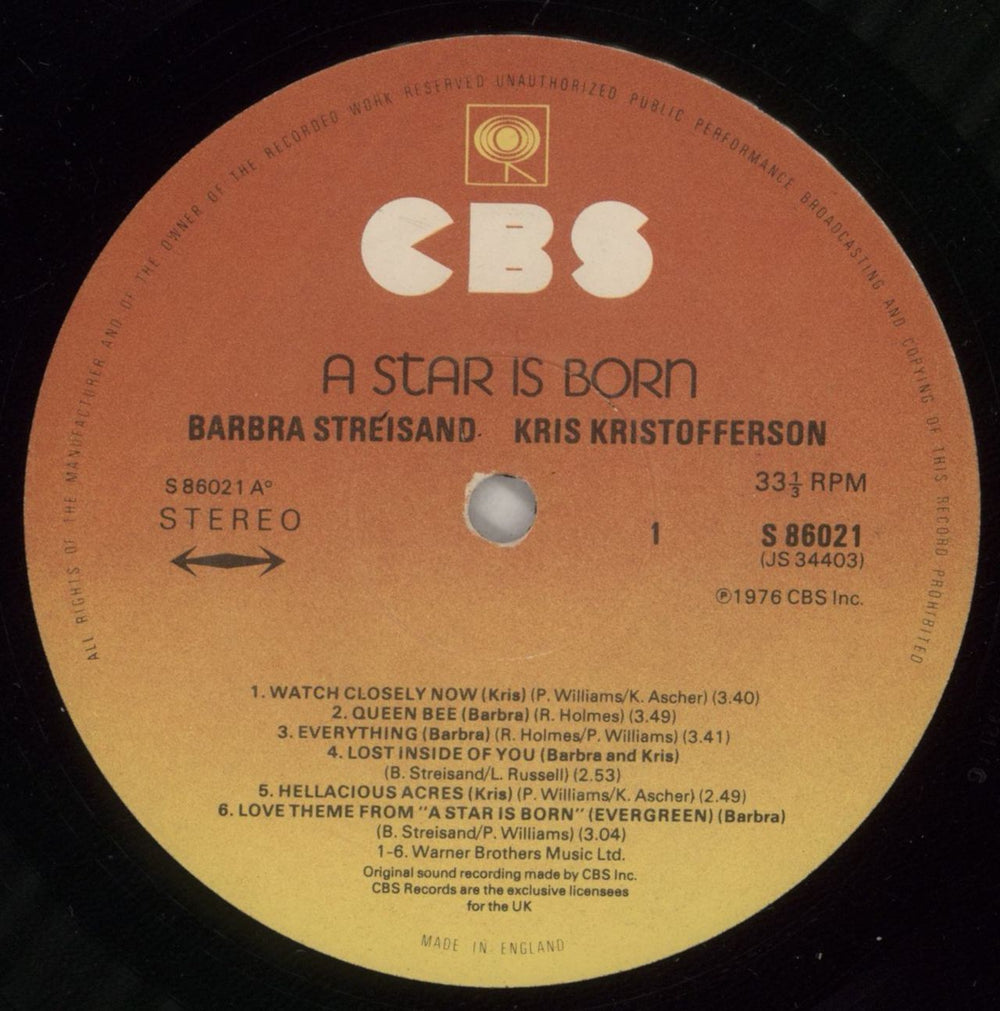 ALL RIGHTS OF THE MANUFACTURER AND OF THE OWNER OF THE RECORDED WORK RESERVED UNAUTHORIZED PUBLIC PERFORMANCE BROADCASTING AND COPYING OF THIS RECORD PROHIBITED
CBS
A STAR IS BORN
BARBRA STREISAND KRIS KRISTOFFERSON
S 86021 A°
STEREO
33⅓ RPM
1
S 86021
(JS 34403)
℗1976 CBS Inc.
1. WATCH CLOSELY NOW (Kris) (P. Williams/K. Ascher) (3.40)
2. QUEEN BEE (Barbra) (R. Holmes) (3.49)
3. EVERYTHING (Barbra) (R. Holmes/P. Williams) (3.41)
4. LOST INSIDE OF YOU (Barbra and Kris)
(B. Streisand/L. Russell) (2.53)
5. HELLACIOUS ACRES (Kris) (P. Williams/K. Ascher) (2.49)
6. LOVE THEME FROM "A STAR IS BORN" (EVERGREEN) (Barbra)
(B. Streisand/P. Williams) (3.04)
1-6. Warner Brothers Music Ltd.
Original sound recording made by CBS Inc.
CBS Records are the exclusive licensees
for the UK
MADE IN ENGLAND